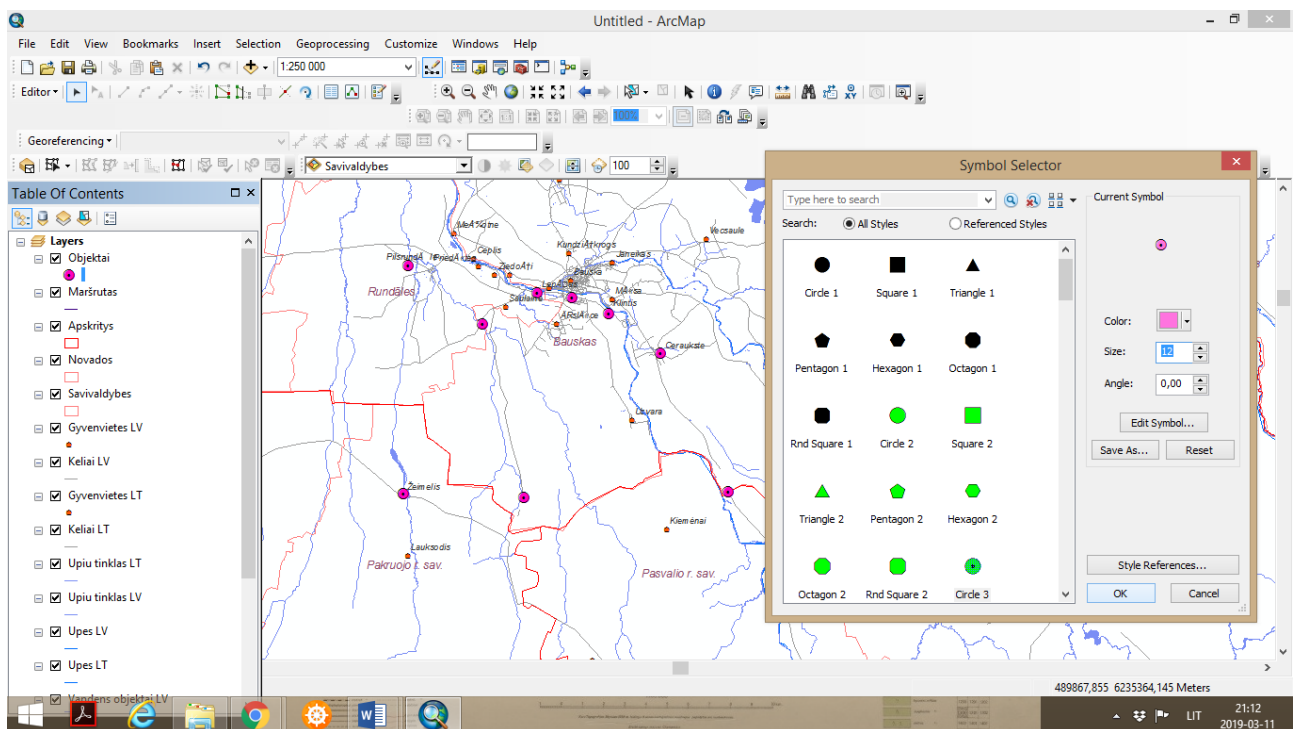 Untitled - ArcMap
File Edit View Bookmarks Insert Selection Geoprocessing Customize Windows Help
1:250 000
Editor
100%
Georeferencing
Savivaldybes 100
Table Of Contents
Layers
Objektai
Maršrutas
Apskritys
Novados
Savivaldybes
Gyvenvietes LV
Keliai LV
Gyvenvietes LT
Keliai LT
Upiu tinklas LT
Upiu tinklas LV
Upes LV
Upes LT
Vandens objektai LV
Vecsaule
Ceplis
Rundāles
Bauska
Bauskas
Ceraukste
Žeimelis
Lauksodis
Pakruojo r. sav.
Kiemėnai
Pasvalio r. sav.
Symbol Selector
Type here to search
Search: All Styles Referenced Styles
Circle 1 Square 1 Triangle 1
Pentagon 1 Hexagon 1 Octagon 1
Rnd Square 1 Circle 2 Square 2
Triangle 2 Pentagon 2 Hexagon 2
Octagon 2 Rnd Square 2 Circle 3
Current Symbol
Color:
Size: 12
Angle: 0,00
Edit Symbol...
Save As... Reset
Style References...
OK Cancel
489867,855 6235364,145 Meters
LIT
21:12
2019-03-11